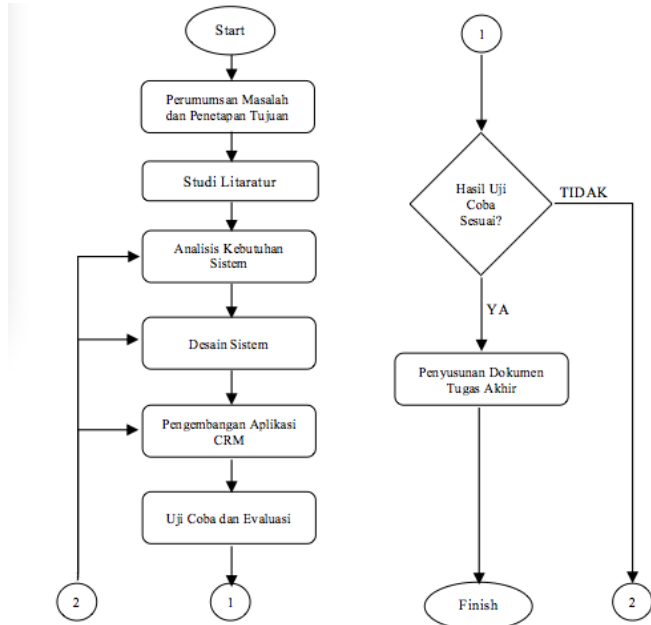 Start
Perumumsan Masalah
dan Penetapan Tujuan
Studi Litaratur
Analisis Kebutuhan
Sistem
Desain Sistem
Pengembangan Aplikasi
CRM
Uji Coba dan Evaluasi
2
1
1
Hasil Uji
Coba
Sesuai?
TIDAK
YA
Penyusunan Dokumen
Tugas Akhir
Finish
2